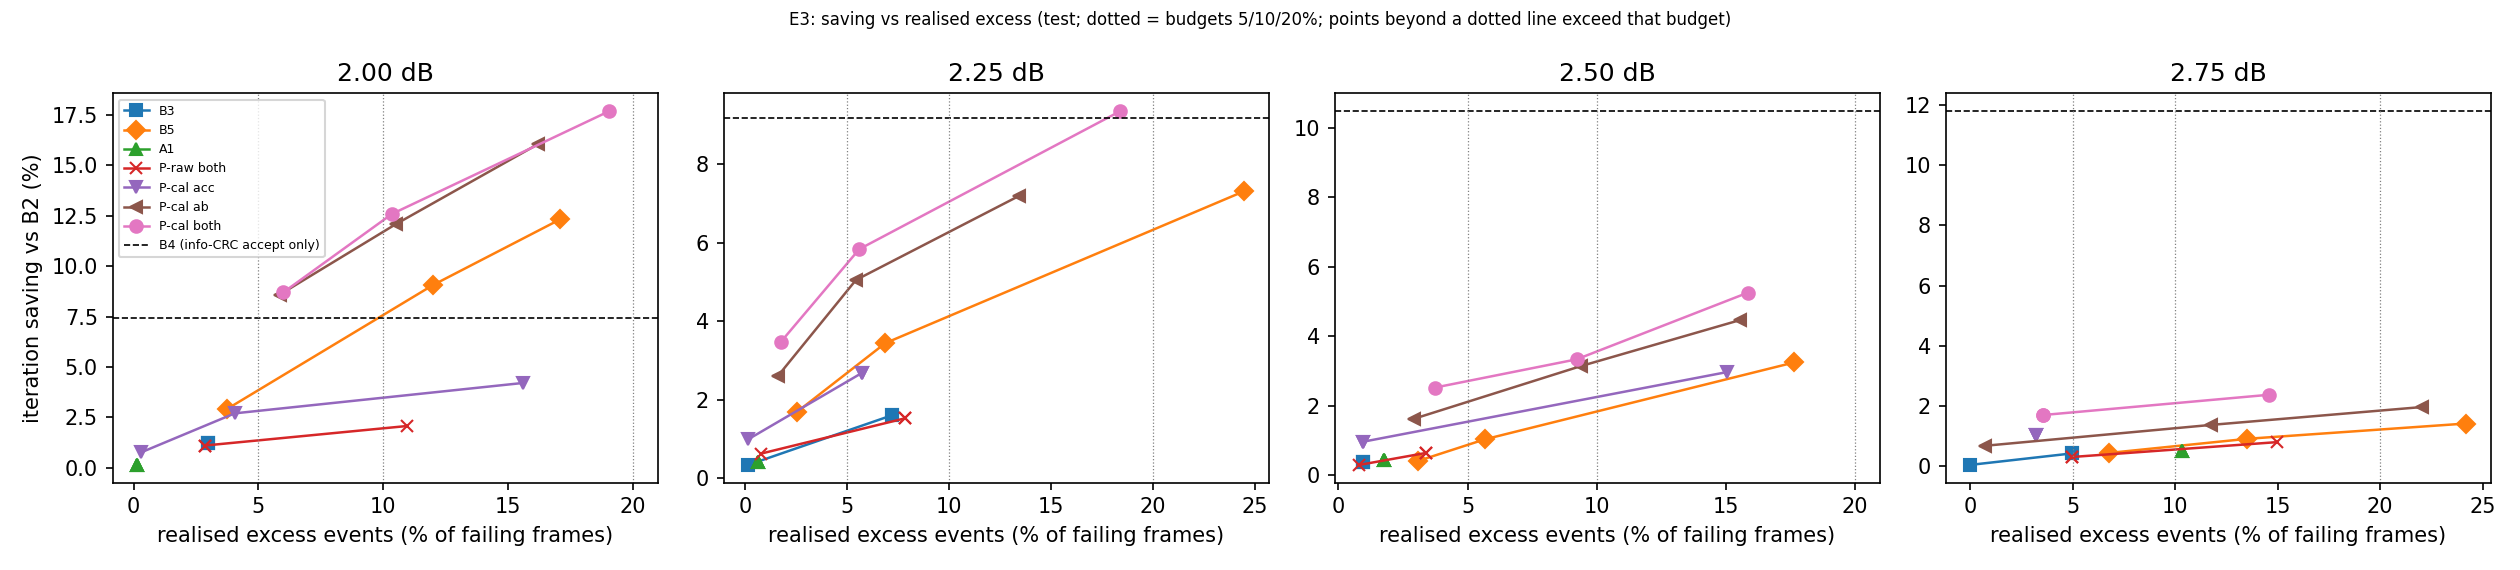 E3: saving vs realised excess (test; dotted = budgets 5/10/20%; points beyond a dotted line exceed that budget)
2.00 dB
iteration saving vs B2 (%)
17.5
15.0
12.5
10.0
7.5
5.0
2.5
0.0
B3
B5
A1
P-raw both
P-cal acc
P-cal ab
P-cal both
B4 (info-CRC accept only)
0 5 10 15 20
realised excess events (% of failing frames)
2.25 dB
8
6
4
2
0
0 5 10 15 20 25
realised excess events (% of failing frames)
2.50 dB
10
8
6
4
2
0
0 5 10 15 20
realised excess events (% of failing frames)
2.75 dB
12
10
8
6
4
2
0
0 5 10 15 20 25
realised excess events (% of failing frames)